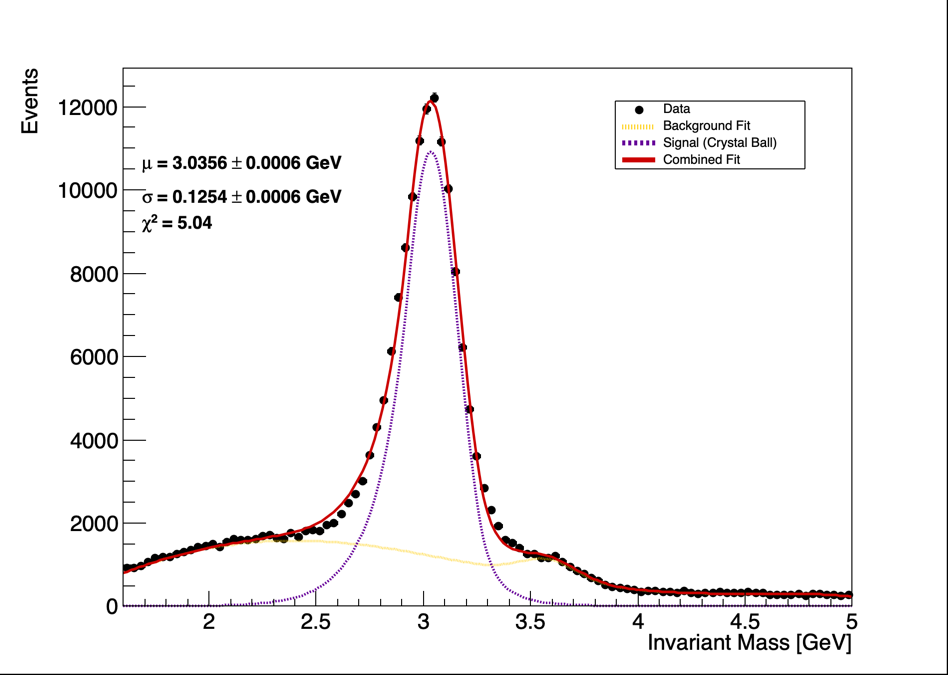 Events
12000
10000
8000
6000
4000
2000
0
μ = 3.0356 ± 0.0006 GeV
σ = 0.1254 ± 0.0006 GeV
χ² = 5.04
Data
Background Fit
Signal (Crystal Ball)
Combined Fit
2 2.5 3 3.5 4 4.5 5
Invariant Mass [GeV]